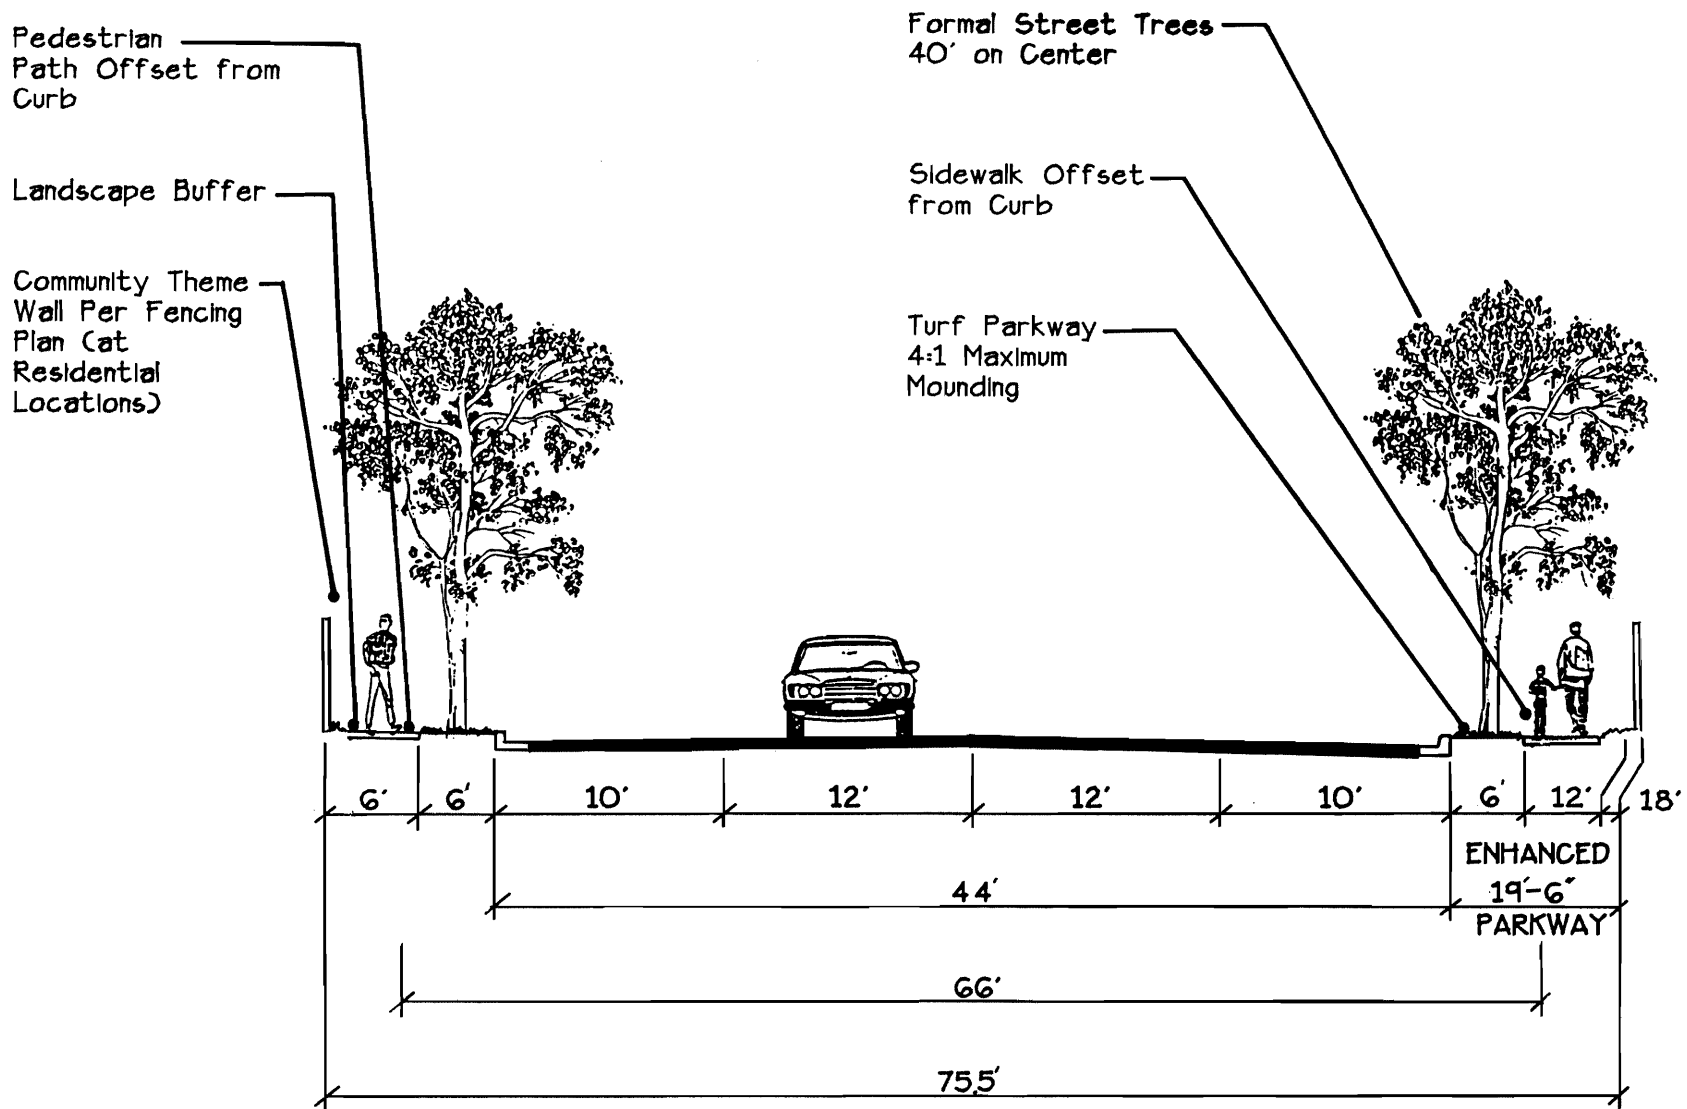 Pedestrian
Path Offset from
Curb
Landscape Buffer
Community Theme
Wall Per Fencing
Plan (at
Residential
Locations)
Formal Street Trees
40' on Center
Sidewalk Offset
from Curb
Turf Parkway
4:1 Maximum
Mounding
6' 6' 10' 12' 12' 10' 6' 12' 18'
ENHANCED
44' 19'-6"
PARKWAY
66'
75.5'